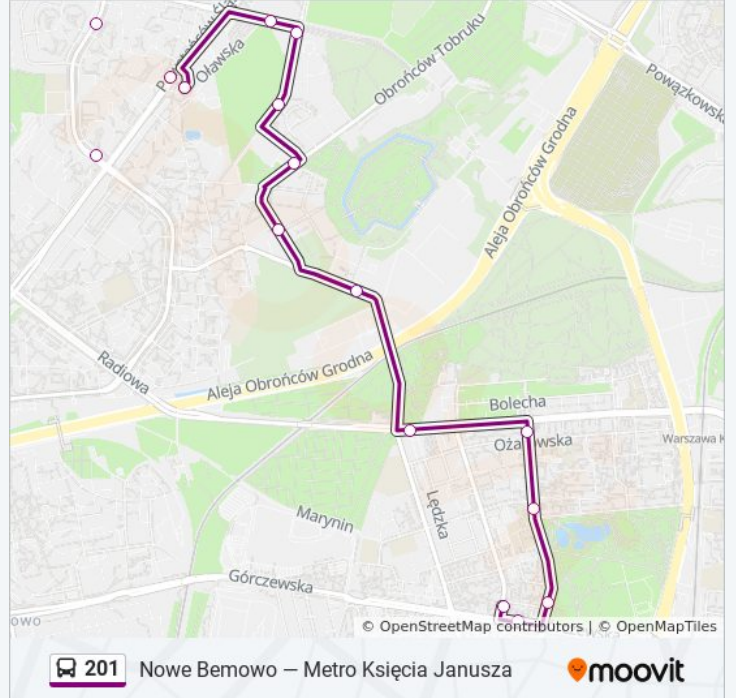 Oławska
Obrońców Tobruku
Powązkowska
Aleja Obrońców Grodna
Radiowa
Aleja Obrońców Grodna
Bolecha
Warszawa K
Lędzka
Marynin
Górczewska
owo
© OpenStreetMap contributors | © OpenMapTiles
201 Nowe Bemowo — Metro Księcia Janusza moovit